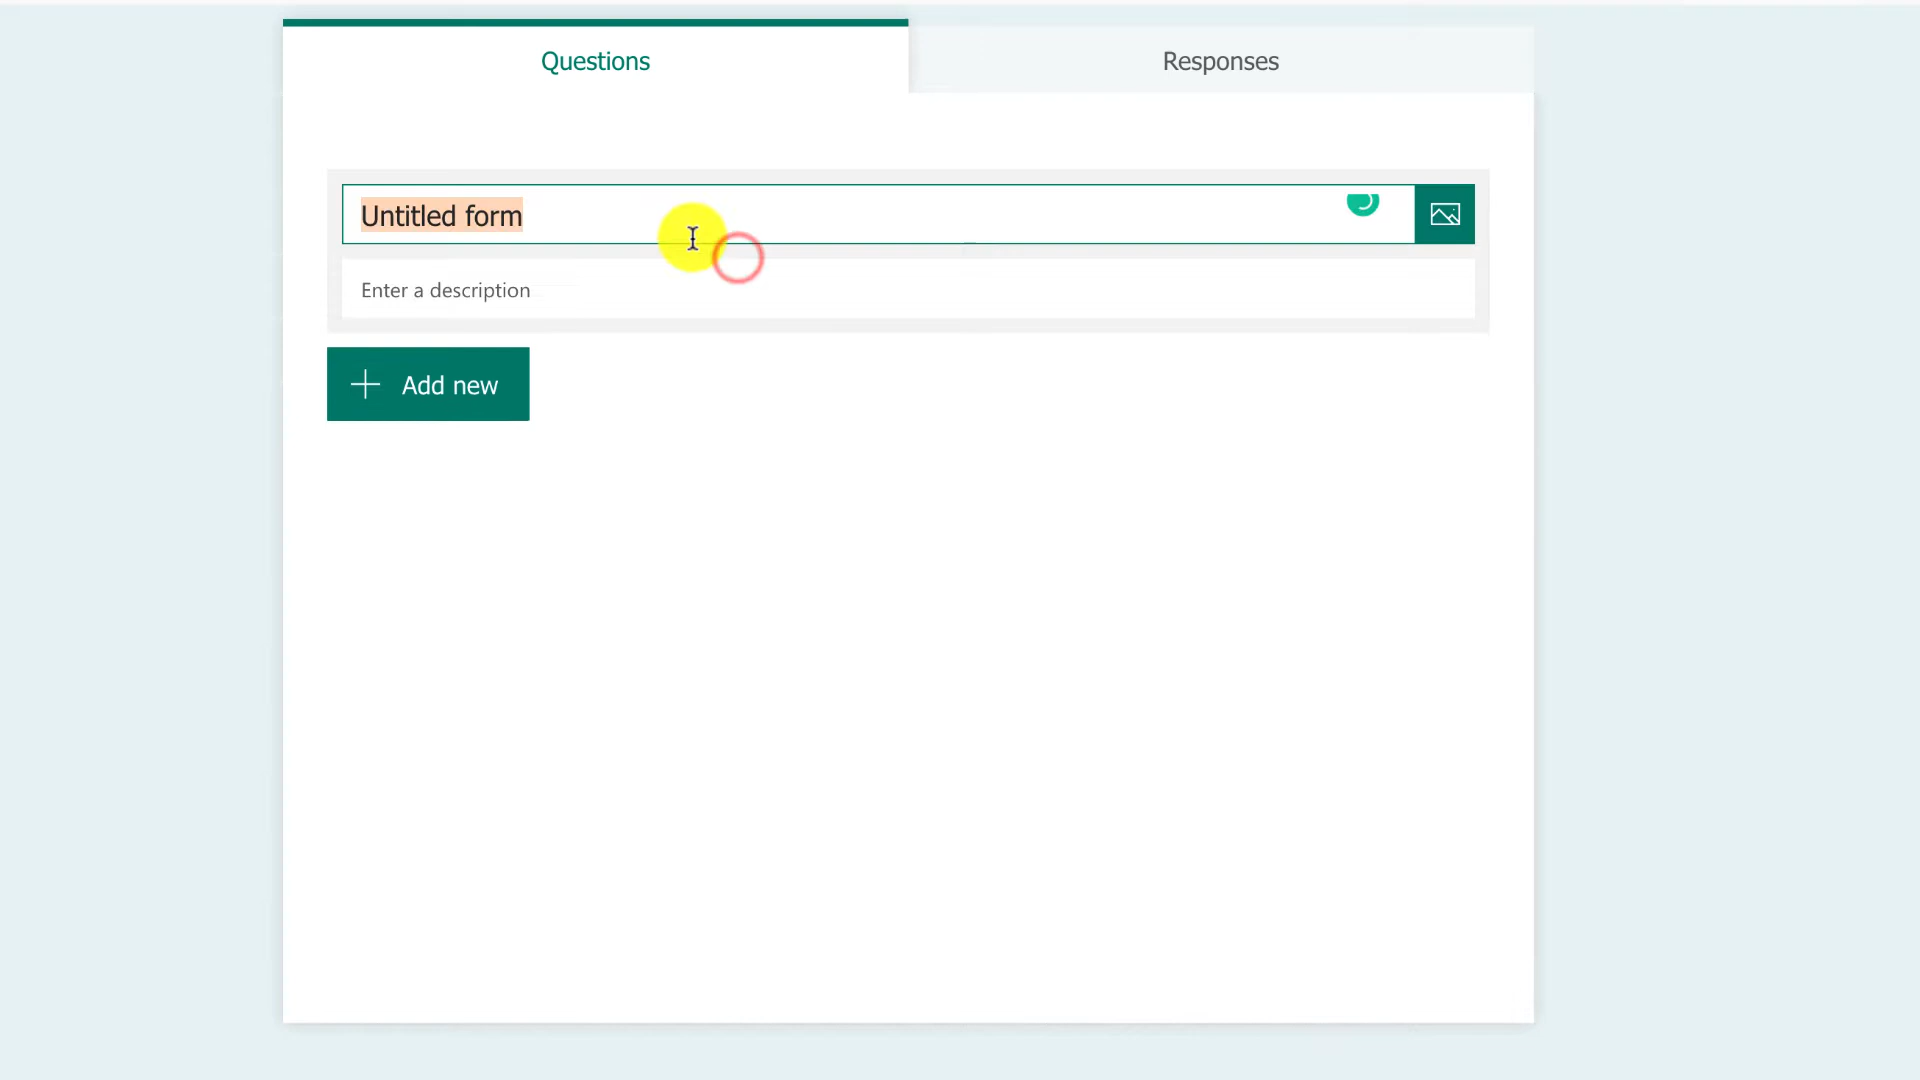 Questions
Responses
Untitled form
Enter a description
Add new